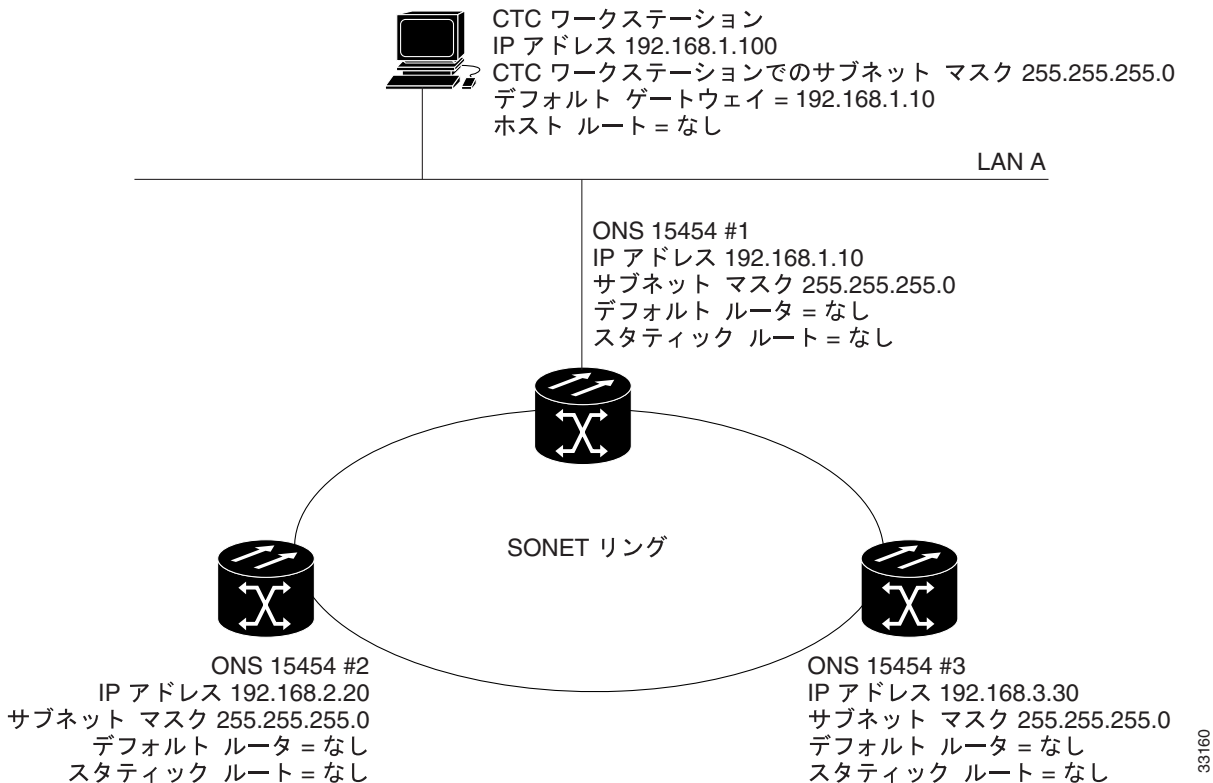 CTC ワークステーション
IP アドレス 192.168.1.100
CTC ワークステーションでのサブネット マスク 255.255.255.0
デフォルト ゲートウェイ = 192.168.1.10
ホスト ルート = なし
LAN A
ONS 15454 #1
IP アドレス 192.168.1.10
サブネット マスク 255.255.255.0
デフォルト ルータ = なし
スタティック ルート = なし
SONET リング
ONS 15454 #2
IP アドレス 192.168.2.20
サブネット マスク 255.255.255.0
デフォルト ルータ = なし
スタティック ルート = なし
ONS 15454 #3
IP アドレス 192.168.3.30
サブネット マスク 255.255.255.0
デフォルト ルータ = なし
スタティック ルート = なし
33160